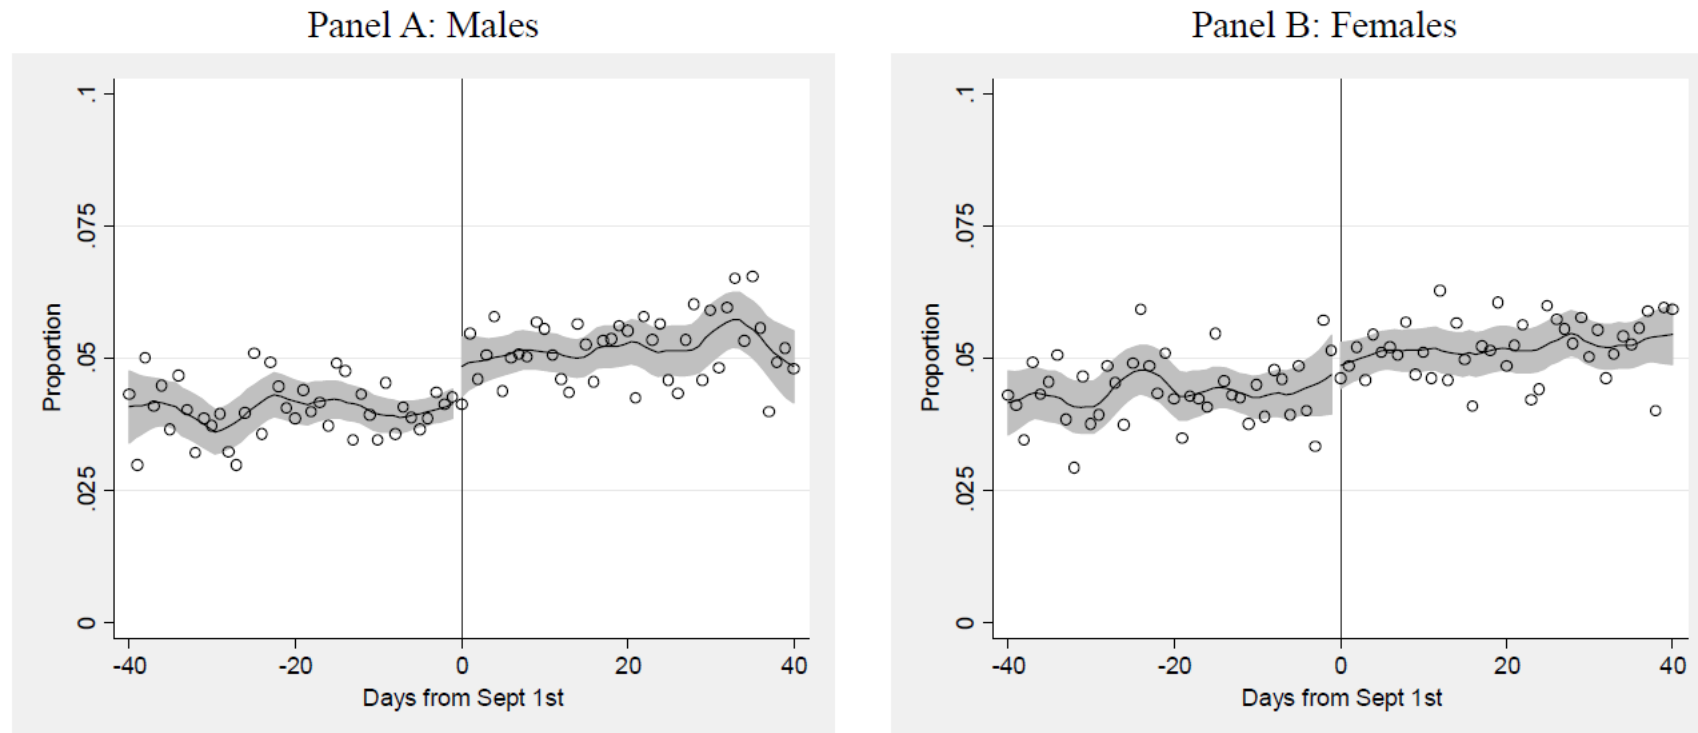 Panel A: Males
.1
.075
.05
.025
0
Proportion
-40 -20 0 20 40
Days from Sept 1st
Panel B: Females
.1
.075
.05
.025
0
Proportion
-40 -20 0 20 40
Days from Sept 1st